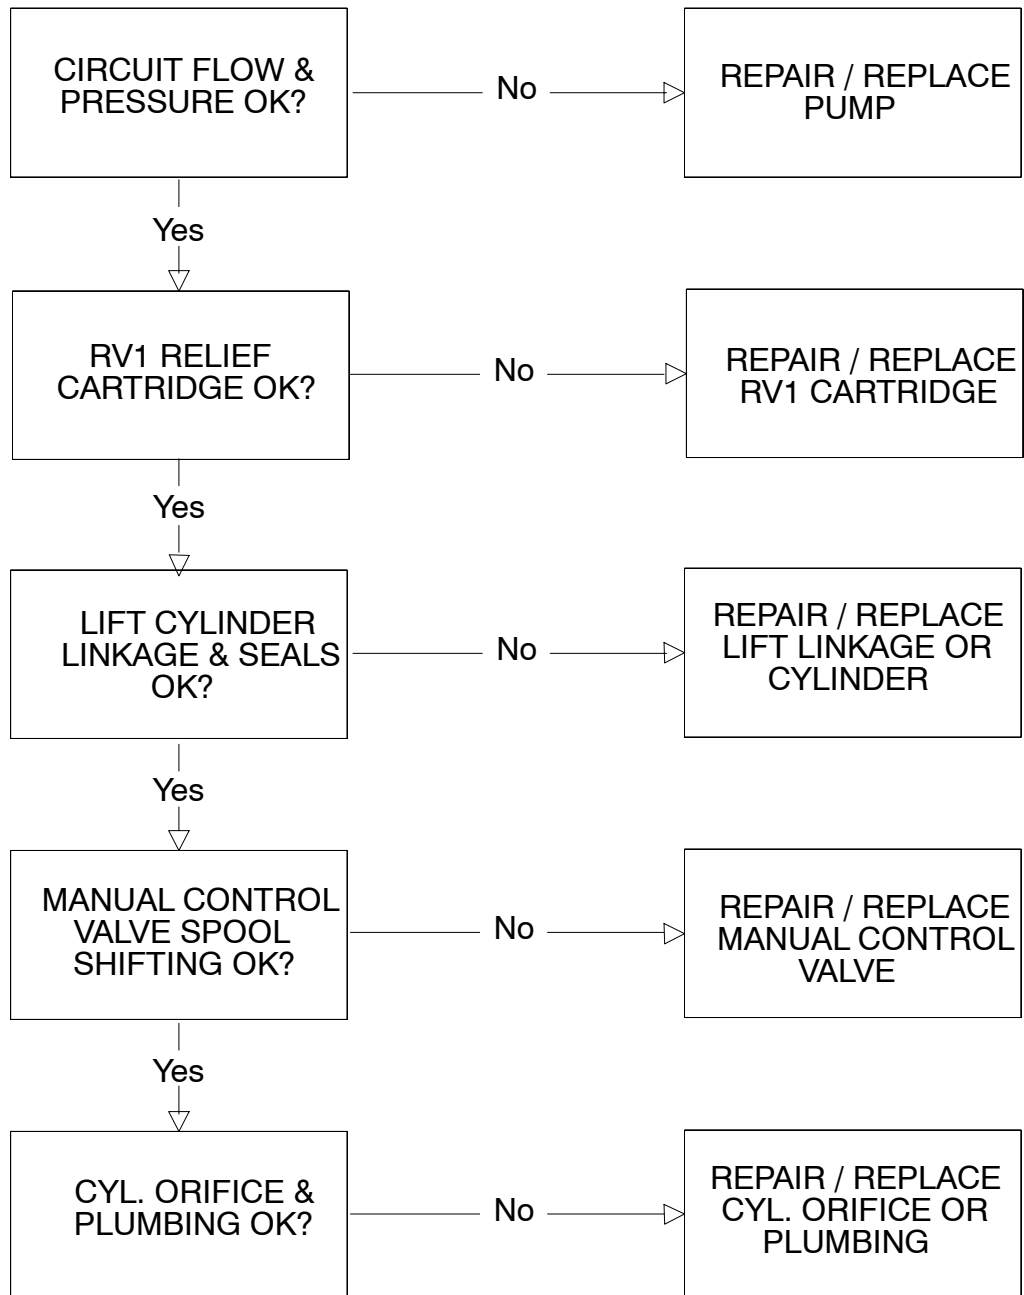 CIRCUIT FLOW &
PRESSURE OK?
No
REPAIR / REPLACE
PUMP
Yes
RV1 RELIEF
CARTRIDGE OK?
No
REPAIR / REPLACE
RV1 CARTRIDGE
Yes
LIFT CYLINDER
LINKAGE & SEALS
OK?
No
REPAIR / REPLACE
LIFT LINKAGE OR
CYLINDER
Yes
MANUAL CONTROL
VALVE SPOOL
SHIFTING OK?
No
REPAIR / REPLACE
MANUAL CONTROL
VALVE
Yes
CYL. ORIFICE &
PLUMBING OK?
No
REPAIR / REPLACE
CYL. ORIFICE OR
PLUMBING